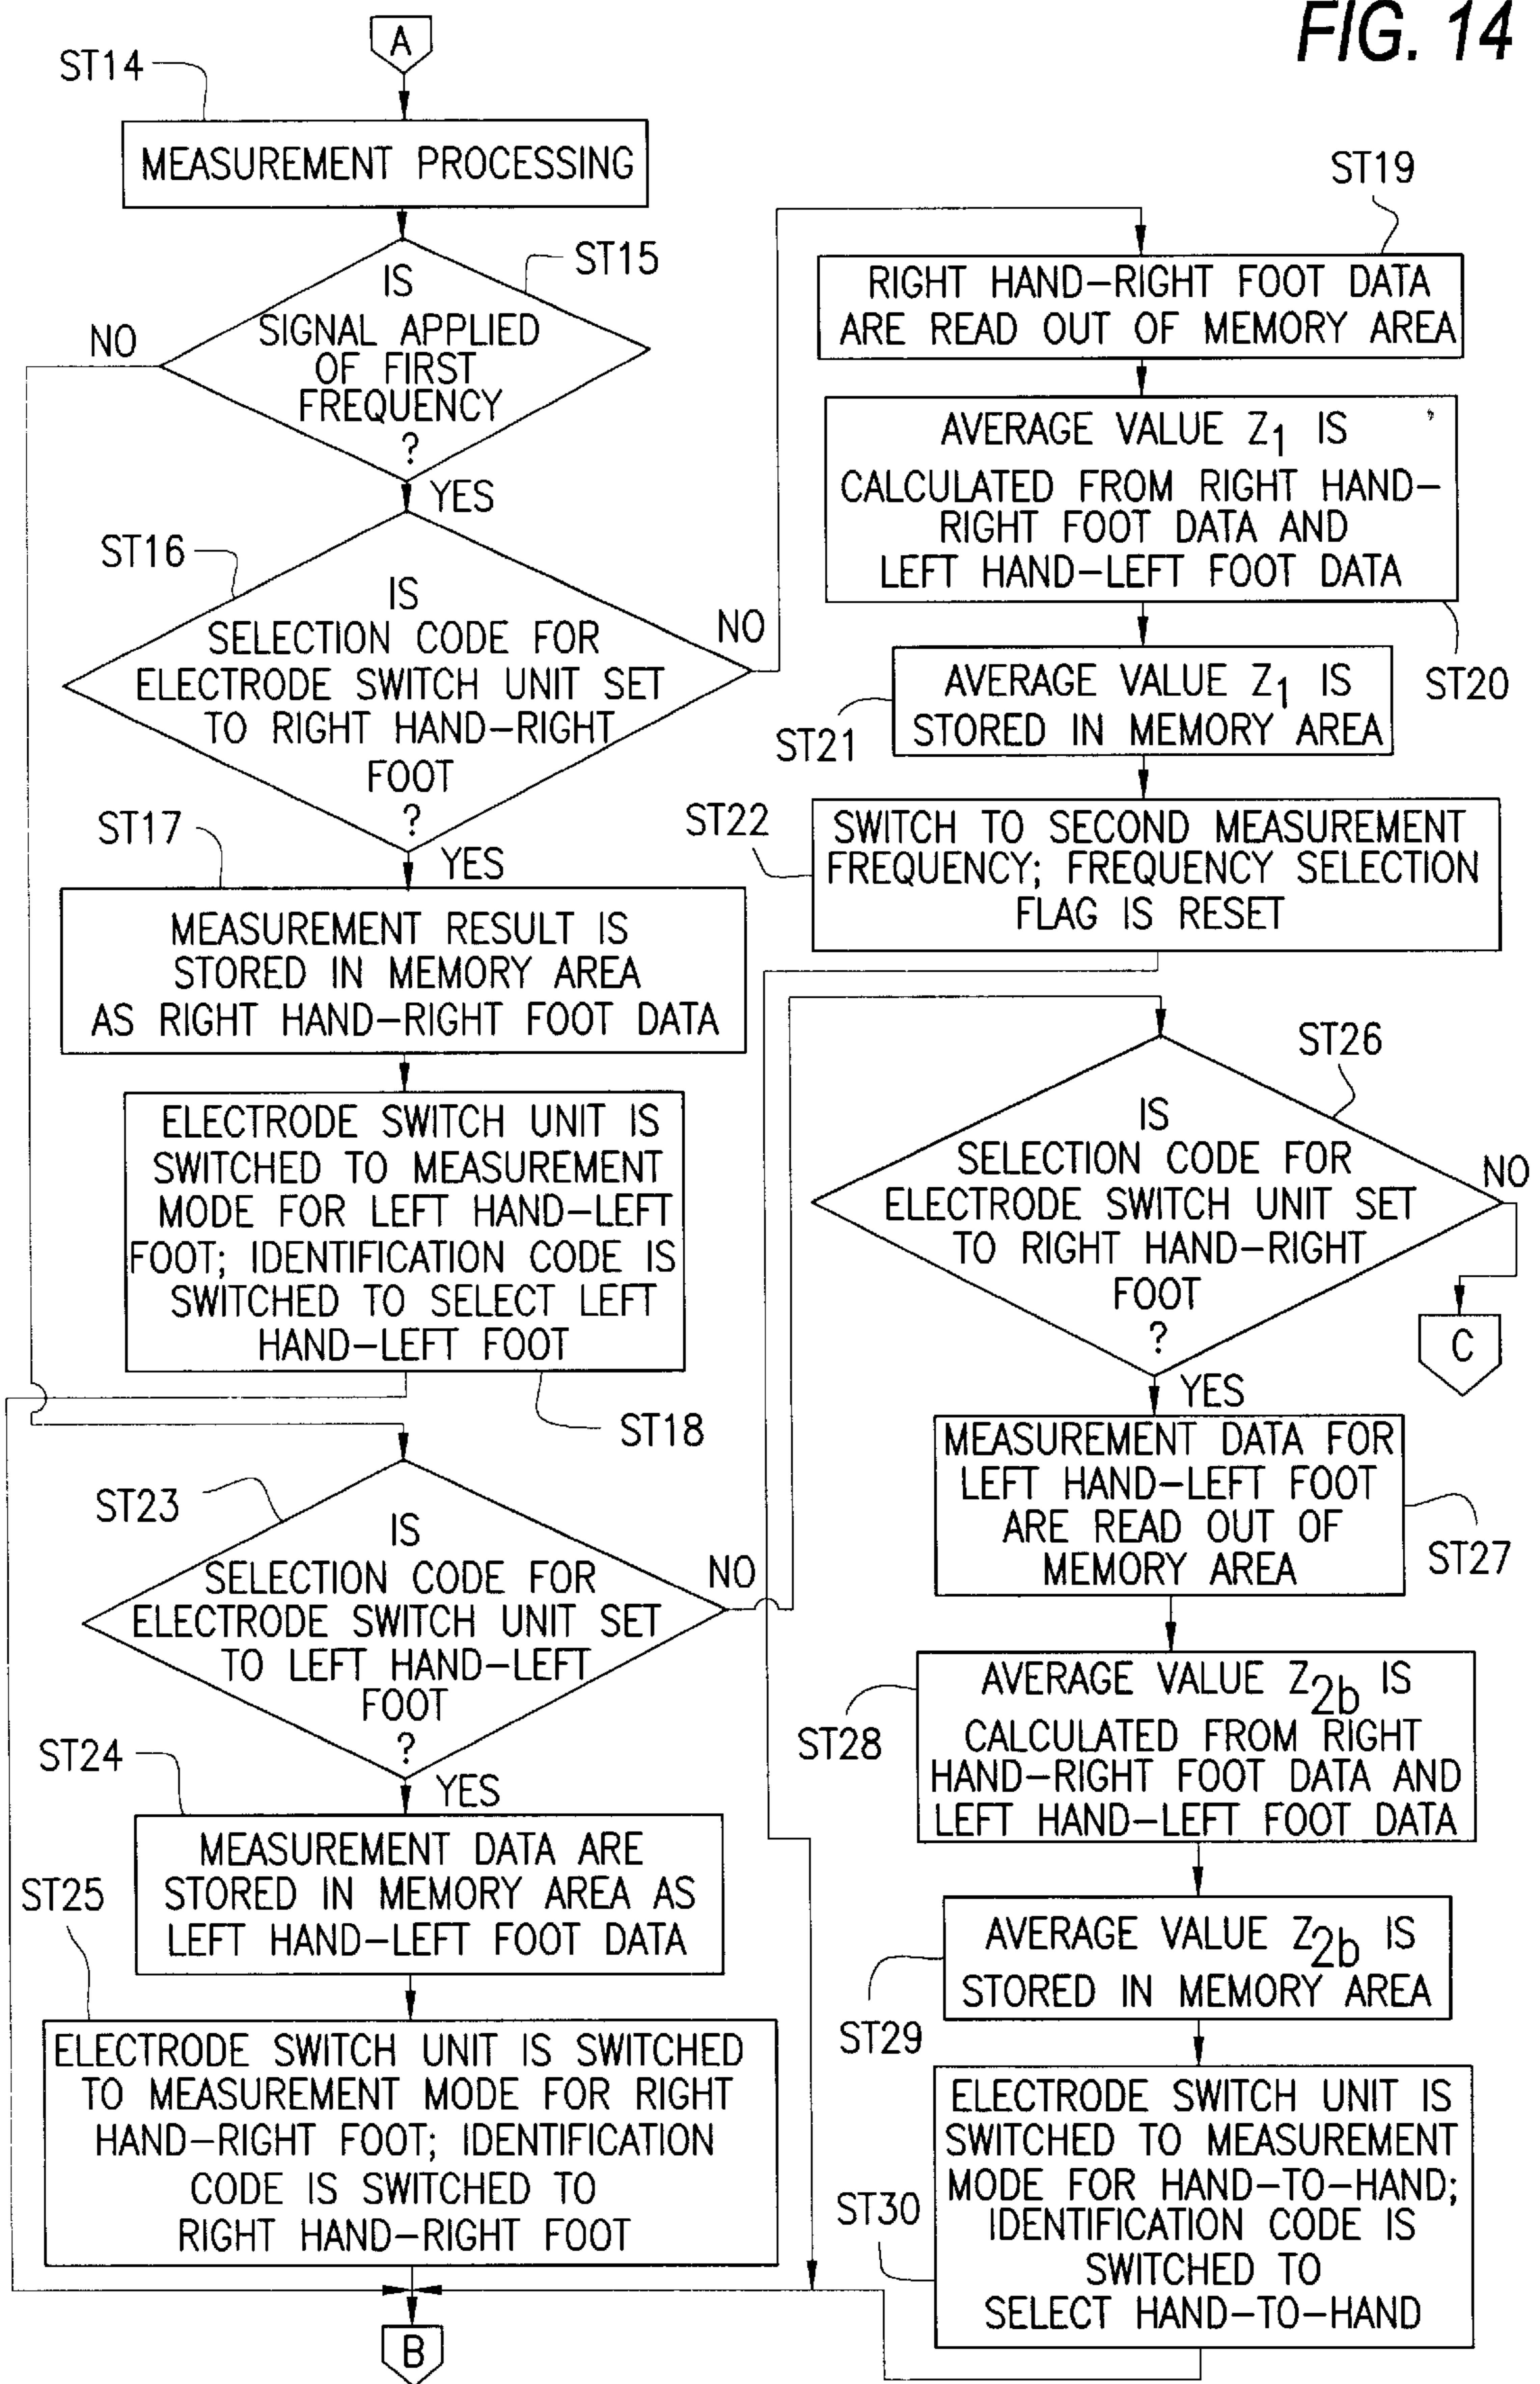 FIG. 14
A
ST14
MEASUREMENT PROCESSING
ST15
IS
SIGNAL APPLIED
OF FIRST
FREQUENCY
?
NO
YES
ST16
IS
SELECTION CODE FOR
ELECTRODE SWITCH UNIT SET
TO RIGHT HAND-RIGHT
FOOT
?
NO
YES
ST17
MEASUREMENT RESULT IS
STORED IN MEMORY AREA
AS RIGHT HAND-RIGHT FOOT DATA
ELECTRODE SWITCH UNIT IS
SWITCHED TO MEASUREMENT
MODE FOR LEFT HAND-LEFT
FOOT; IDENTIFICATION CODE IS
SWITCHED TO SELECT LEFT
HAND-LEFT FOOT
ST18
ST19
RIGHT HAND-RIGHT FOOT DATA
ARE READ OUT OF MEMORY AREA
AVERAGE VALUE Z1 IS
CALCULATED FROM RIGHT HAND-
RIGHT FOOT DATA AND
LEFT HAND-LEFT FOOT DATA
ST20
AVERAGE VALUE Z1 IS
STORED IN MEMORY AREA
ST21
ST22
SWITCH TO SECOND MEASUREMENT
FREQUENCY; FREQUENCY SELECTION
FLAG IS RESET
ST23
IS
SELECTION CODE FOR
ELECTRODE SWITCH UNIT SET
TO LEFT HAND-LEFT
FOOT
?
NO
YES
ST24
MEASUREMENT DATA ARE
STORED IN MEMORY AREA AS
LEFT HAND-LEFT FOOT DATA
ST25
ELECTRODE SWITCH UNIT IS SWITCHED
TO MEASUREMENT MODE FOR RIGHT
HAND-RIGHT FOOT; IDENTIFICATION
CODE IS SWITCHED TO
RIGHT HAND-RIGHT FOOT
B
ST26
IS
SELECTION CODE FOR
ELECTRODE SWITCH UNIT SET
TO RIGHT HAND-RIGHT
FOOT
?
NO
C
YES
MEASUREMENT DATA FOR
LEFT HAND-LEFT FOOT
ARE READ OUT OF
MEMORY AREA
ST27
AVERAGE VALUE Z2b IS
CALCULATED FROM RIGHT
HAND-RIGHT FOOT DATA AND
LEFT HAND-LEFT FOOT DATA
ST28
AVERAGE VALUE Z2b IS
STORED IN MEMORY AREA
ST29
ELECTRODE SWITCH UNIT IS
SWITCHED TO MEASUREMENT
MODE FOR HAND-TO-HAND;
IDENTIFICATION CODE IS
SWITCHED TO
SELECT HAND-TO-HAND
ST30